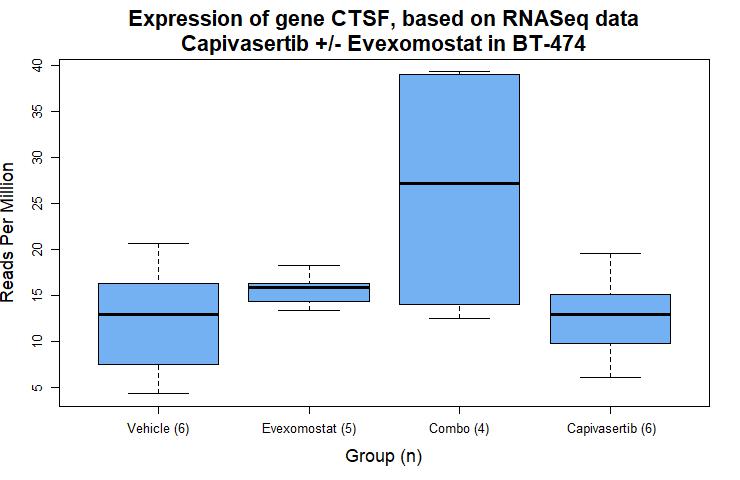 Expression of gene CTSF, based on RNASeq data
Capivasertib +/- Evexomostat in BT-474
Reads Per Million
40
35
30
25
20
15
10
5
Vehicle (6)
Evexomostat (5)
Combo (4)
Capivasertib (6)
Group (n)